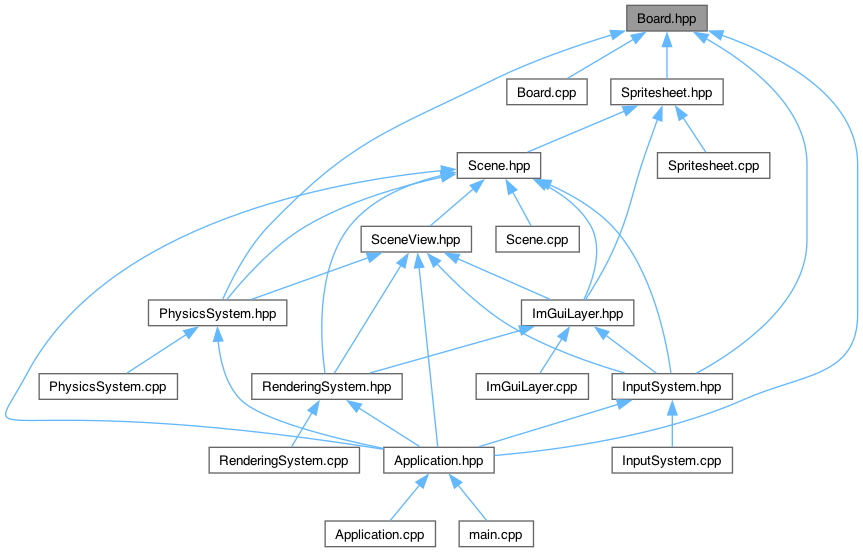 Board.hpp
Board.cpp
Spritesheet.hpp
Scene.hpp
Spritesheet.cpp
SceneView.hpp
Scene.cpp
PhysicsSystem.hpp
ImGuiLayer.hpp
PhysicsSystem.cpp
RenderingSystem.hpp
ImGuiLayer.cpp
InputSystem.hpp
RenderingSystem.cpp
Application.hpp
InputSystem.cpp
Application.cpp
main.cpp